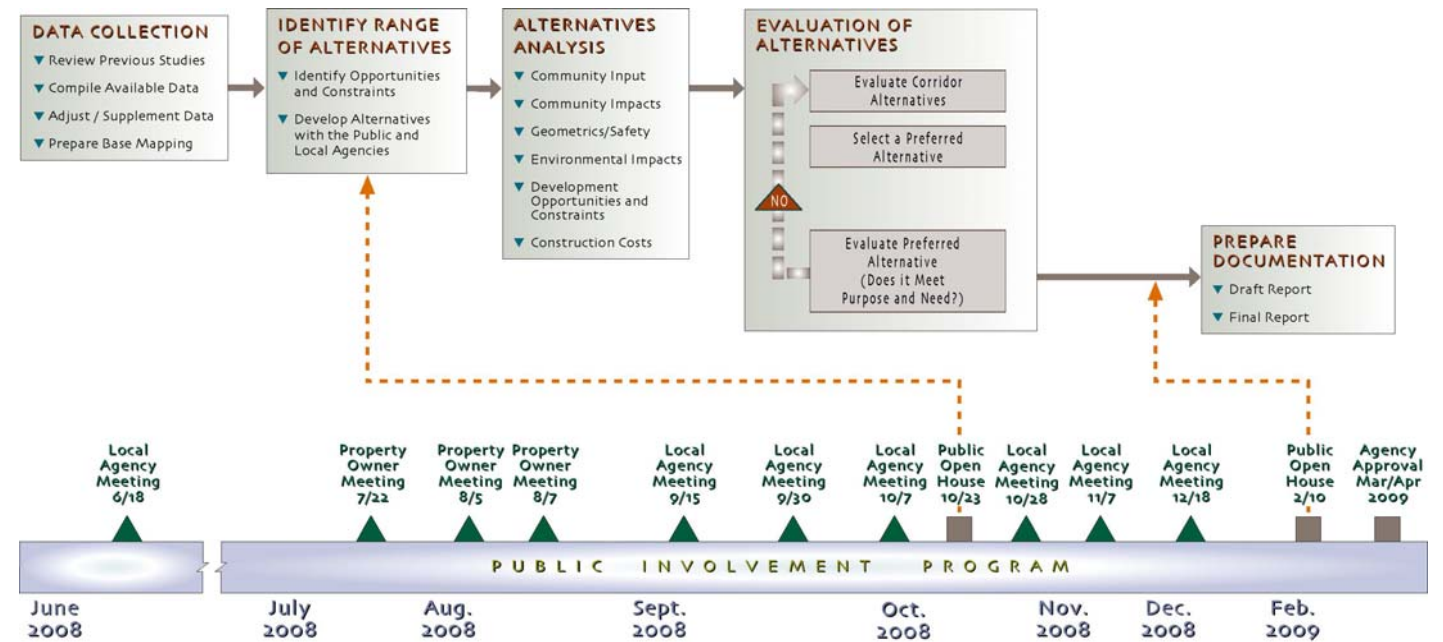 DATA COLLECTION
▼ Review Previous Studies
▼ Compile Available Data
▼ Adjust / Supplement Data
▼ Prepare Base Mapping
IDENTIFY RANGE
OF ALTERNATIVES
▼ Identify Opportunities
and Constraints
▼ Develop Alternatives
with the Public and
Local Agencies
ALTERNATIVES
ANALYSIS
▼ Community Input
▼ Community Impacts
▼ Geometrics/Safety
▼ Environmental Impacts
▼ Development
Opportunities and
Constraints
▼ Construction Costs
EVALUATION OF
ALTERNATIVES
Evaluate Corridor
Alternatives
Select a Preferred
Alternative
NO
Evaluate Preferred
Alternative
(Does it Meet
Purpose and Need?)
PREPARE
DOCUMENTATION
▼ Draft Report
▼ Final Report
Local
Agency
Meeting
6/18
Property
Owner
Meeting
7/22
Property
Owner
Meeting
8/5
Property
Owner
Meeting
8/7
Local
Agency
Meeting
9/15
Local
Agency
Meeting
9/30
Local
Agency
Meeting
10/7
Public
Open
House
10/23
Local
Agency
Meeting
10/28
Local
Agency
Meeting
11/7
Local
Agency
Meeting
12/18
Public
Open
House
2/10
Agency
Approval
Mar/Apr
2009
PUBLIC INVOLVEMENT PROGRAM
June
2008
July
2008
Aug.
2008
Sept.
2008
Oct.
2008
Nov.
2008
Dec.
2008
Feb.
2009